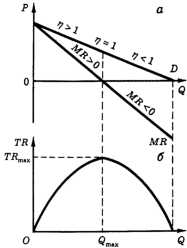 P
а
η>1
η=1
η<1
D
MR>0
MR<0
0
Q
TR
MR
б
TRmax
O
Qmax
Q